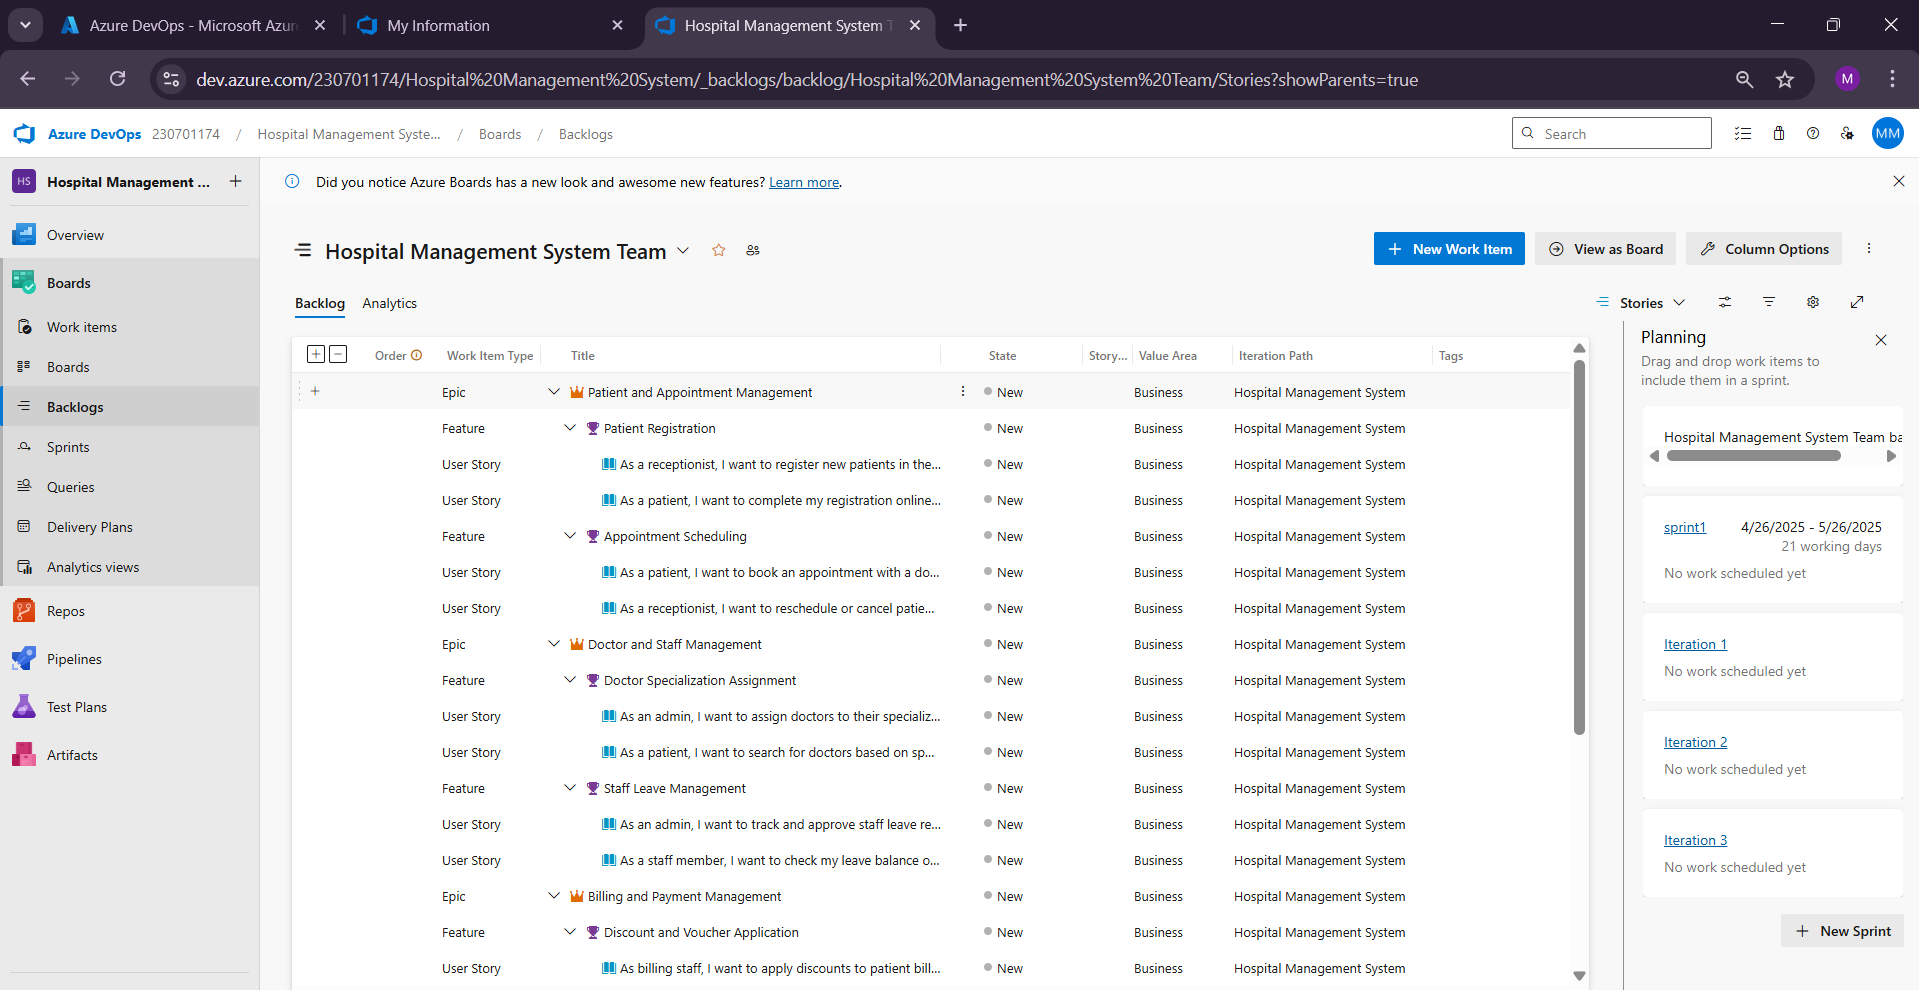 Azure DevOps - Microsoft Azur
My Information
Hospital Management System T
dev.azure.com/230701174/Hospital%20Management%20System/_backlogs/backlog/Hospital%20Management%20System%20Team/Stories?showParents=true
M
Azure DevOps 230701174 / Hospital Management Syste... / Boards / Backlogs
Search
MM
HS Hospital Management ...
Did you notice Azure Boards has a new look and awesome new features? Learn more.
Overview
Boards
Work items
Boards
Backlogs
Sprints
Queries
Delivery Plans
Analytics views
Repos
Pipelines
Test Plans
Artifacts
Hospital Management System Team
New Work Item
View as Board
Column Options
Backlog Analytics
Stories
Order Work Item Type Title State Story... Value Area Iteration Path Tags
Epic Patient and Appointment Management New Business Hospital Management System
Feature Patient Registration New Business Hospital Management System
User Story As a receptionist, I want to register new patients in the... New Business Hospital Management System
User Story As a patient, I want to complete my registration online... New Business Hospital Management System
Feature Appointment Scheduling New Business Hospital Management System
User Story As a patient, I want to book an appointment with a do... New Business Hospital Management System
User Story As a receptionist, I want to reschedule or cancel patie... New Business Hospital Management System
Epic Doctor and Staff Management New Business Hospital Management System
Feature Doctor Specialization Assignment New Business Hospital Management System
User Story As an admin, I want to assign doctors to their specializ... New Business Hospital Management System
User Story As a patient, I want to search for doctors based on sp... New Business Hospital Management System
Feature Staff Leave Management New Business Hospital Management System
User Story As an admin, I want to track and approve staff leave re... New Business Hospital Management System
User Story As a staff member, I want to check my leave balance o... New Business Hospital Management System
Epic Billing and Payment Management New Business Hospital Management System
Feature Discount and Voucher Application New Business Hospital Management System
User Story As billing staff, I want to apply discounts to patient bill... New Business Hospital Management System
Planning
Drag and drop work items to
include them in a sprint.
Hospital Management System Team ba
sprint1 4/26/2025 - 5/26/2025
21 working days
No work scheduled yet
Iteration 1
No work scheduled yet
Iteration 2
No work scheduled yet
Iteration 3
No work scheduled yet
New Sprint